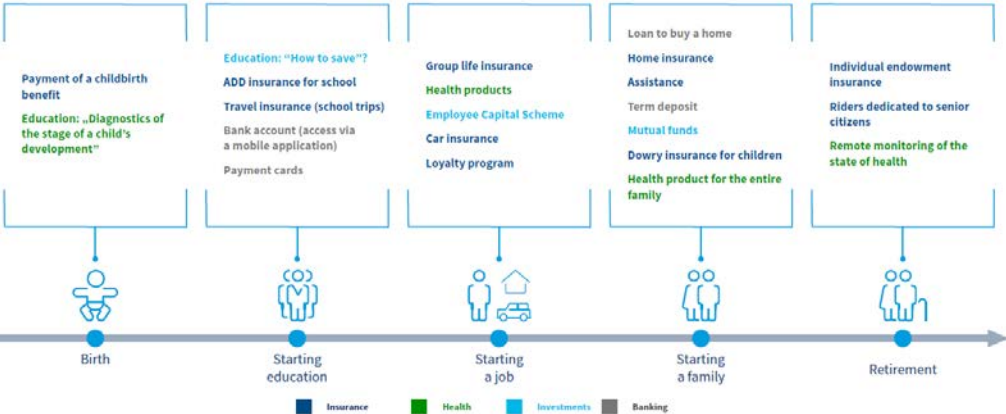 Payment of a childbirth
benefit
Education: „Diagnostics of
the stage of a child's
development”
Education: “How to save”?
ADD insurance for school
Travel insurance (school trips)
Bank account (access via
a mobile application)
Payment cards
Group life insurance
Health products
Employee Capital Scheme
Car insurance
Loyalty program
Loan to buy a home
Home insurance
Assistance
Term deposit
Mutual funds
Dowry insurance for children
Health product for the entire
family
Individual endowment
insurance
Riders dedicated to senior
citizens
Remote monitoring of the
state of health
Birth
Starting
education
Starting
a job
Starting
a family
Retirement
Insurance
Health
Investments
Banking